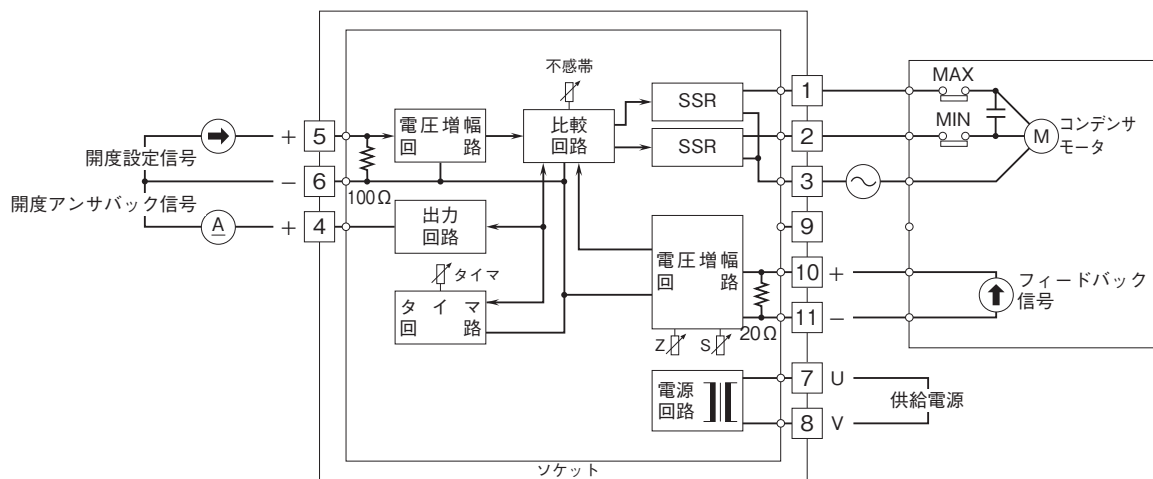 不感帯
MAX
SSR
1
電圧増幅
回路
比較
回路
コンデンサ
モータ
M
+ 5
MIN
SSR
2
開度設定信号
- 6
100Ω
3
開度アンサバック信号
A
+ 4
出力
回路
9
電圧増幅
回路
10 +
タイマ
フィードバック
信号
タイマ
回路
11 -
20Ω
Z
S
電源
回路
7 U
供給電源
8 V
ソケット